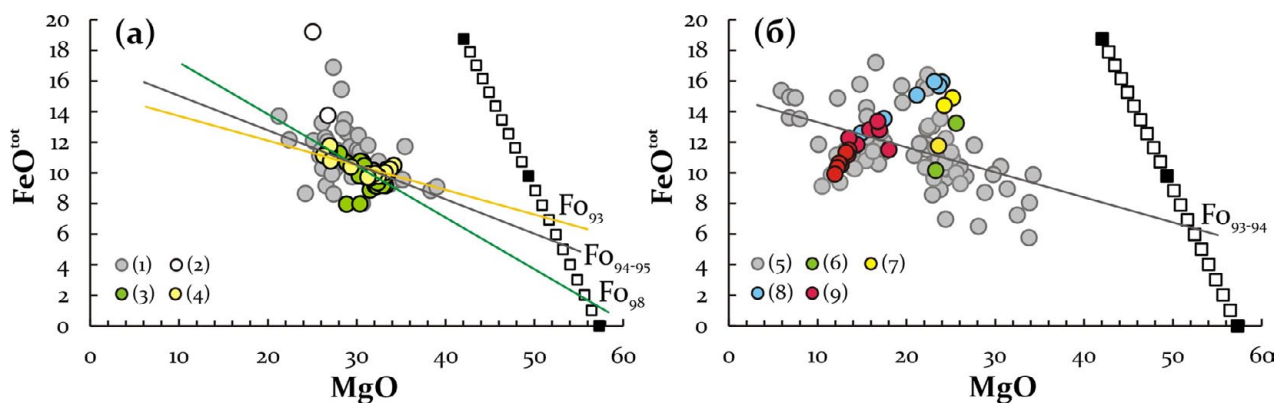 (а)
FeOᵗᵒᵗ
20
18
16
14
12
10
8
6
4
2
0
Fo₉₃
Fo₉₄₋₉₅
Fo₉₈
(1) (2)
(3) (4)
0 10 20 30 40 50 60
MgO
(б)
FeOᵗᵒᵗ
20
18
16
14
12
10
8
6
4
2
0
Fo₉₃₋₉₄
(5) (6) (7)
(8) (9)
0 10 20 30 40 50 60
MgO